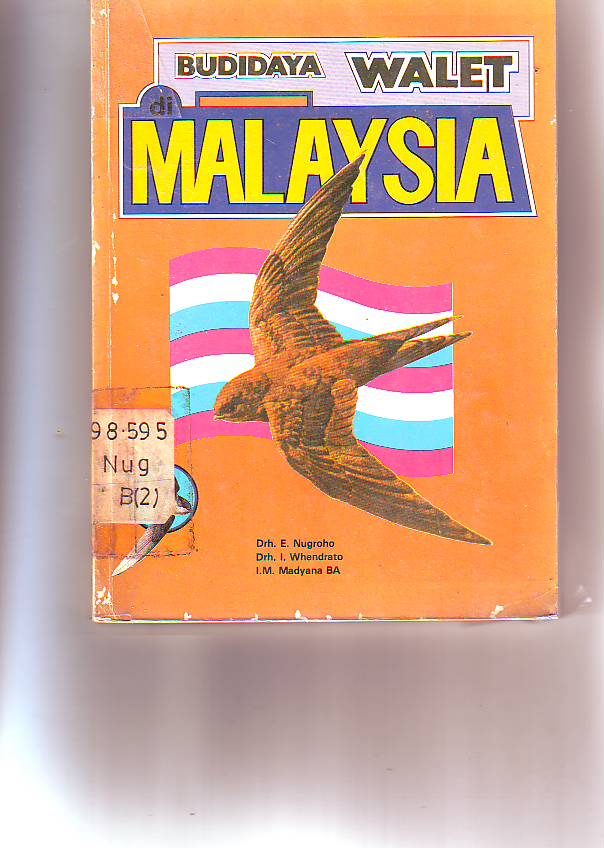 BUDIDAYA WALET
di
MALAYSIA
98.595
Nug
B(2)
Drh. E. Nugroho
Drh. I. Whendrato
I.M. Madyana BA